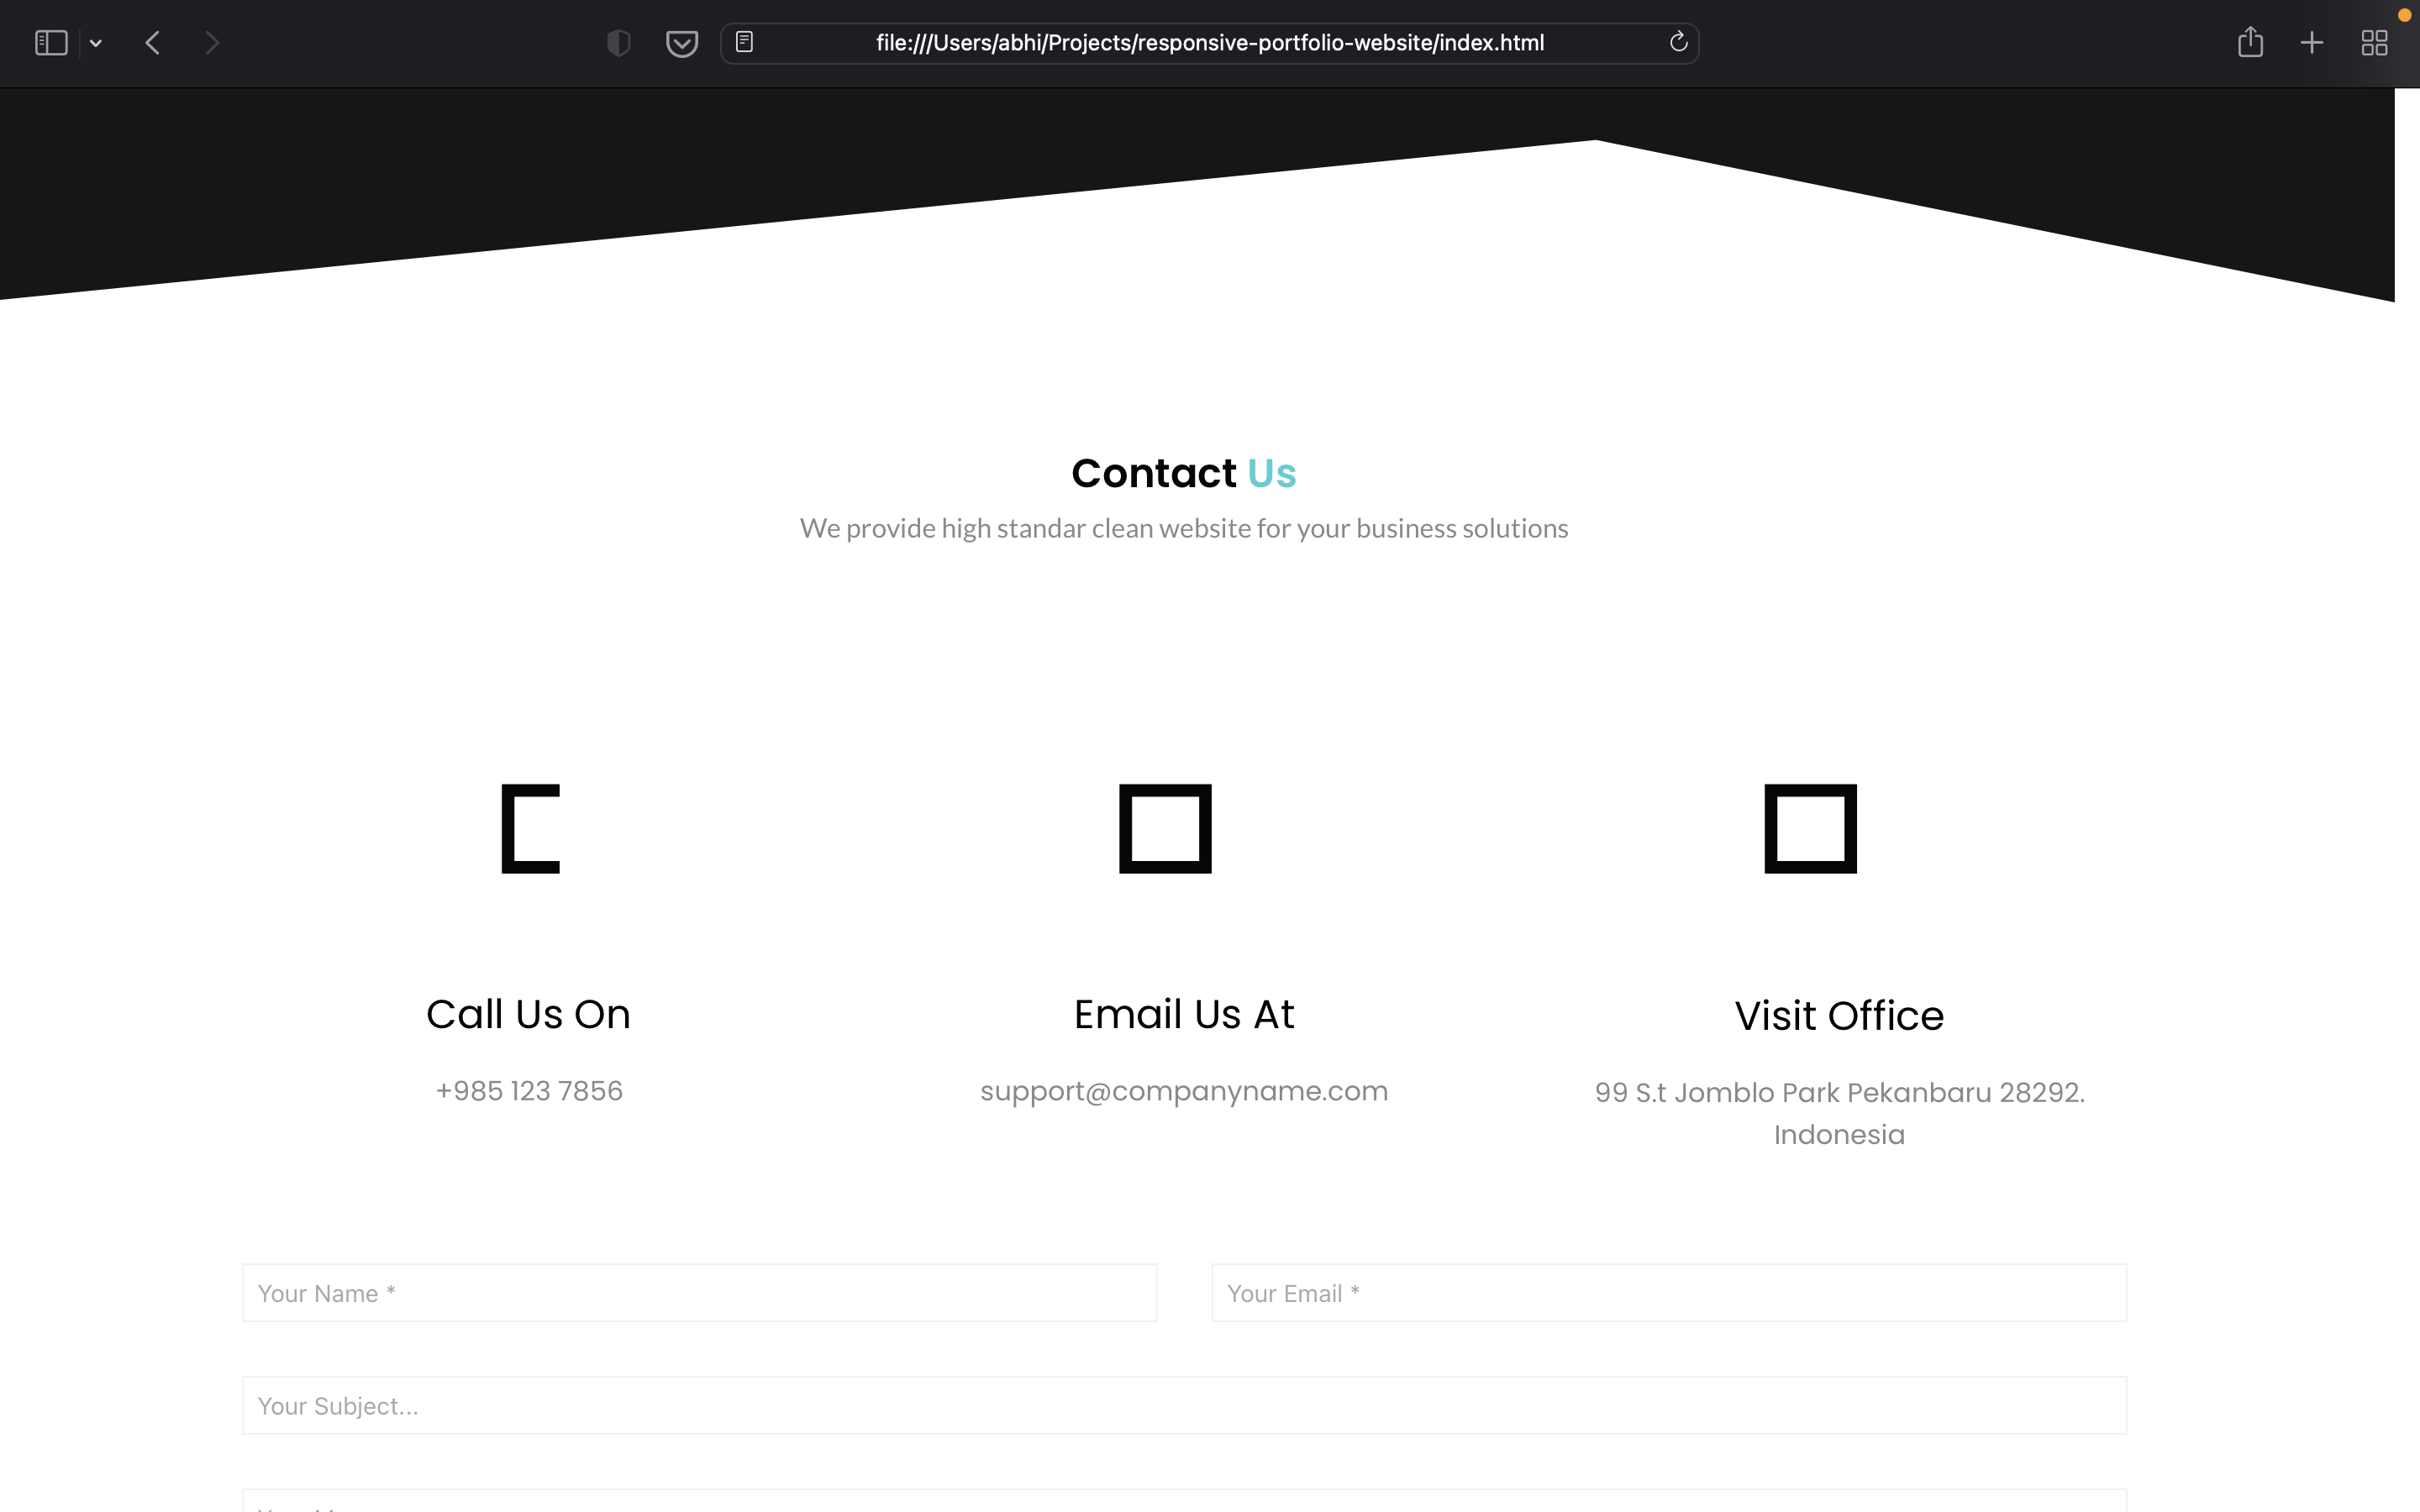 file:///Users/abhi/Projects/responsive-portfolio-website/index.html
Contact Us
We provide high standar clean website for your business solutions
Call Us On
Email Us At
Visit Office
+985 123 7856
support@companyname.com
99 S.t Jomblo Park Pekanbaru 28292.
Indonesia
Your Name *
Your Email *
Your Subject...